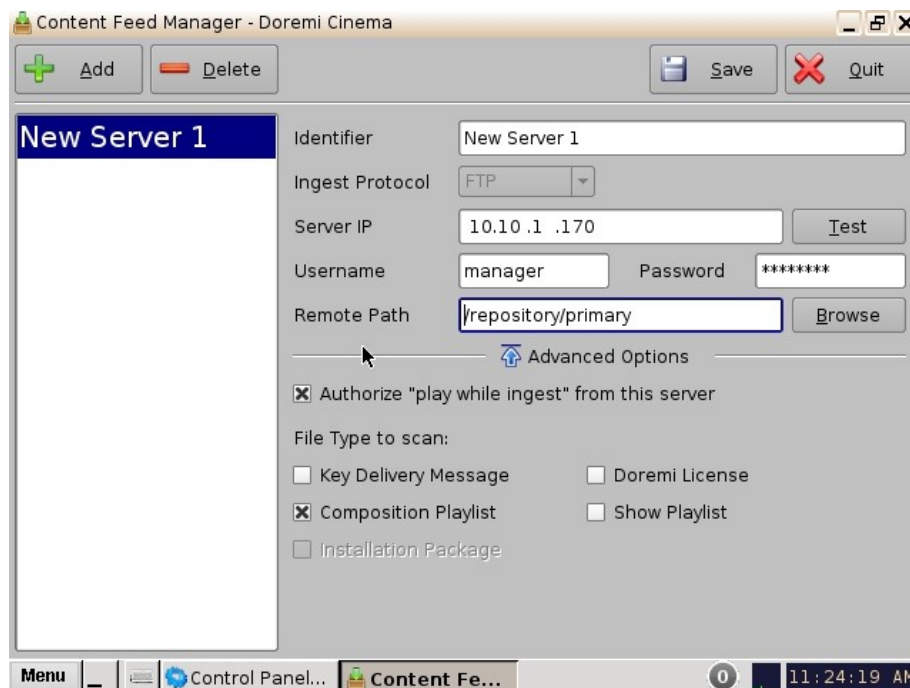 Content Feed Manager - Doremi Cinema
Add
Delete
Save
Quit
New Server 1
Identifier
New Server 1
Ingest Protocol
FTP
Server IP
10.10 .1 .170
Test
Username
manager
Password
********
Remote Path
/repository/primary
Browse
Advanced Options
Authorize "play while ingest" from this server
File Type to scan:
Key Delivery Message
Doremi License
Composition Playlist
Show Playlist
Installation Package
Menu
Control Panel...
Content Fe...
0
11:24:19 AM